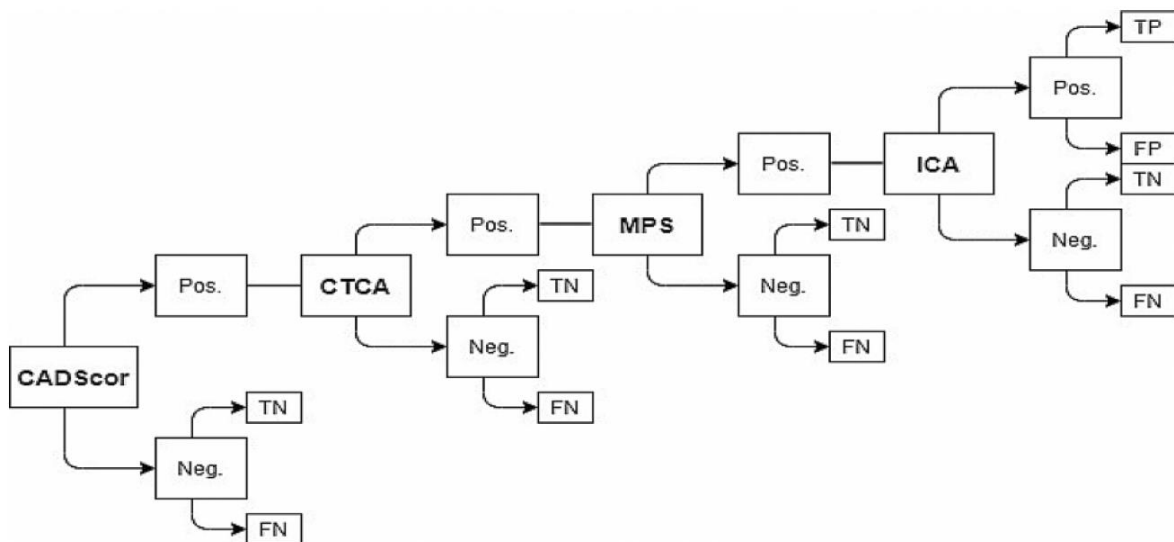 TP
Pos.
FP
Pos.
ICA
TN
Pos.
MPS
TN
Neg.
Pos.
CTCA
TN
Neg.
FN
CADScor
Neg.
FN
TN
FN
Neg.
FN